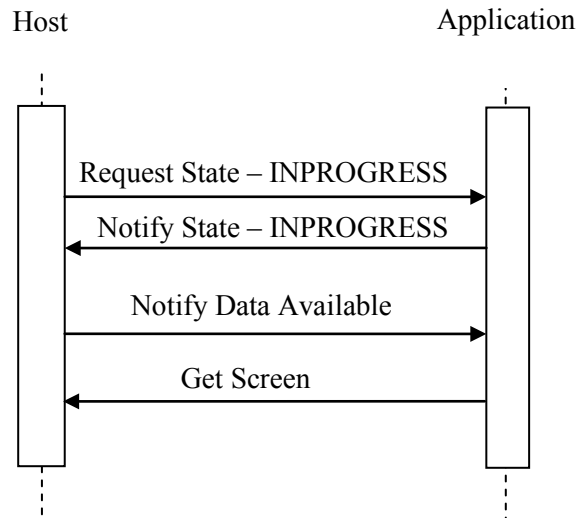 Host
Application
Request State – INPROGRESS
Notify State – INPROGRESS
Notify Data Available
Get Screen